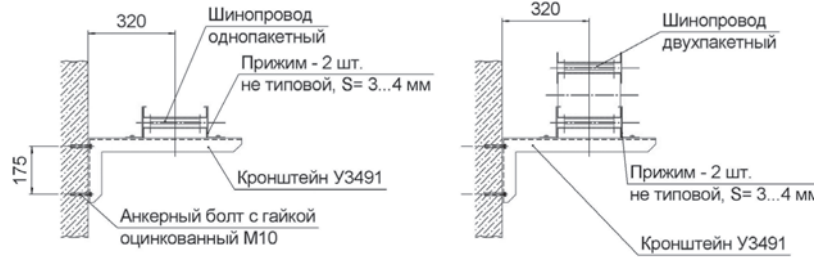 320
Шинопровод
однопакетный
Прижим - 2 шт.
не типовой, S= 3...4 мм
175
Кронштейн У3491
Анкерный болт с гайкой
оцинкованный М10
320
Шинопровод
двухпакетный
Прижим - 2 шт.
не типовой, S= 3...4 мм
Кронштейн У3491